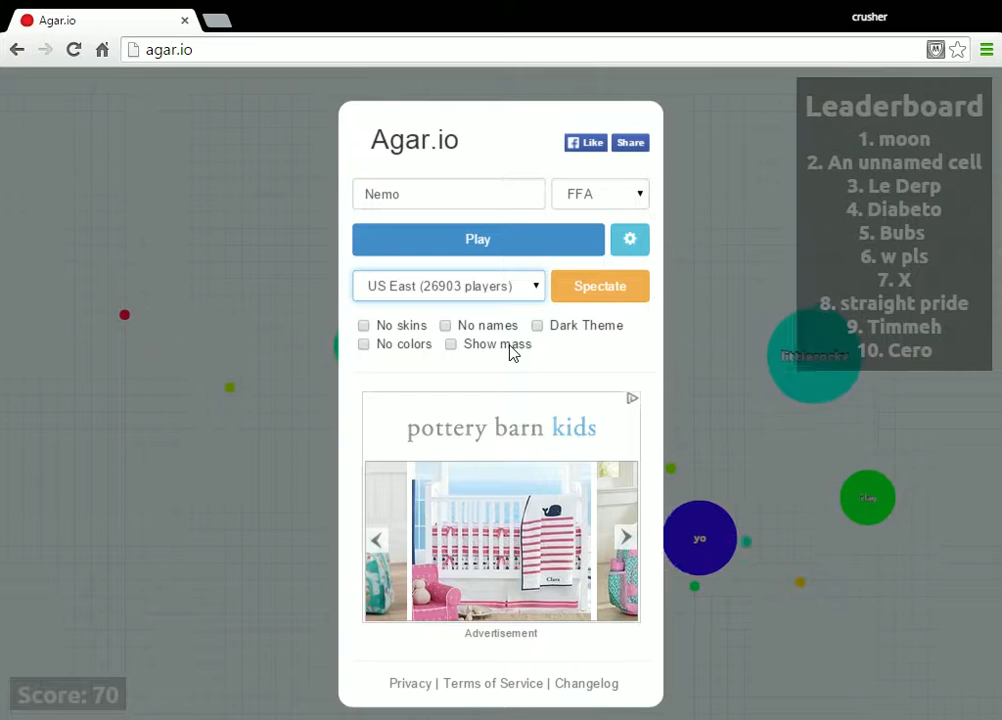 Agar.io
crusher
agar.io
Agar.io
Like
Share
Nemo
FFA
Play
US East (26903 players)
Spectate
No skins
No names
Dark Theme
No colors
Show mass
pottery barn kids
Clara
Advertisement
Privacy | Terms of Service | Changelog
Leaderboard
1. moon
2. An unnamed cell
3. Le Derp
4. Diabeto
5. Bubs
6. w pls
7. X
8. straight pride
9. Timmeh
10. Cero
yo
Score: 70